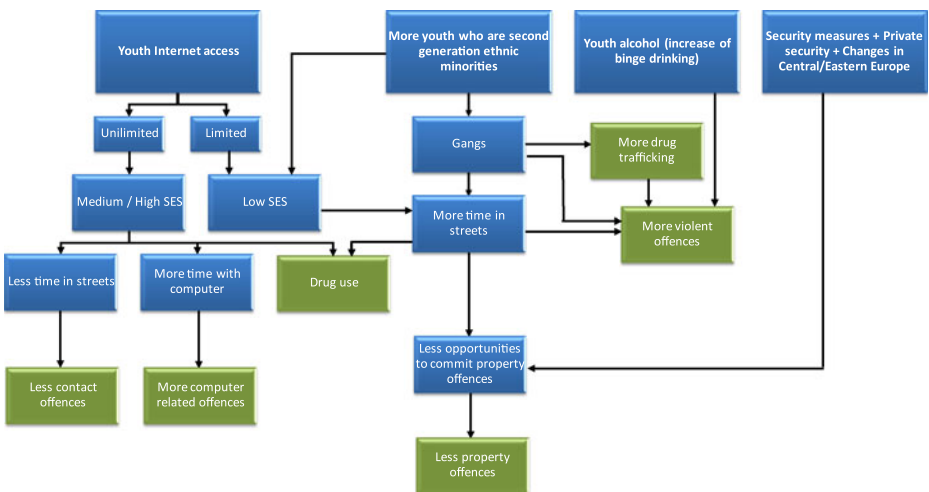 Youth Internet access
More youth who are second
generation ethnic
minorities
Youth alcohol (increase of
binge drinking)
Security measures + Private
security + Changes in
Central/Eastern Europe
Unilimited
Limited
Gangs
More drug
trafficking
Medium / High SES
Low SES
More time in
streets
More violent
offences
Less time in streets
More time with
computer
Drug use
Less opportunities
to commit property
offences
Less contact
offences
More computer
related offences
Less property
offences